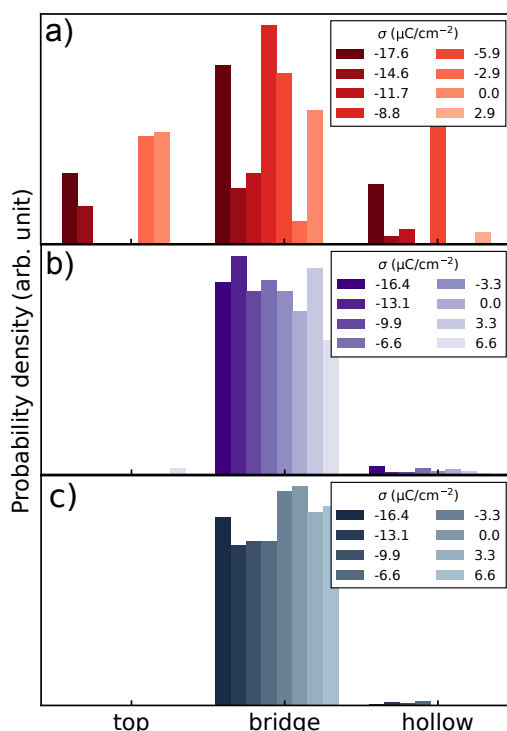 Probability density (arb. unit)
a)
σ (μC/cm⁻²)
-17.6 -5.9
-14.6 -2.9
-11.7 0.0
-8.8 2.9
b)
σ (μC/cm⁻²)
-16.4 -3.3
-13.1 0.0
-9.9 3.3
-6.6 6.6
c)
σ (μC/cm⁻²)
-16.4 -3.3
-13.1 0.0
-9.9 3.3
-6.6 6.6
top bridge hollow